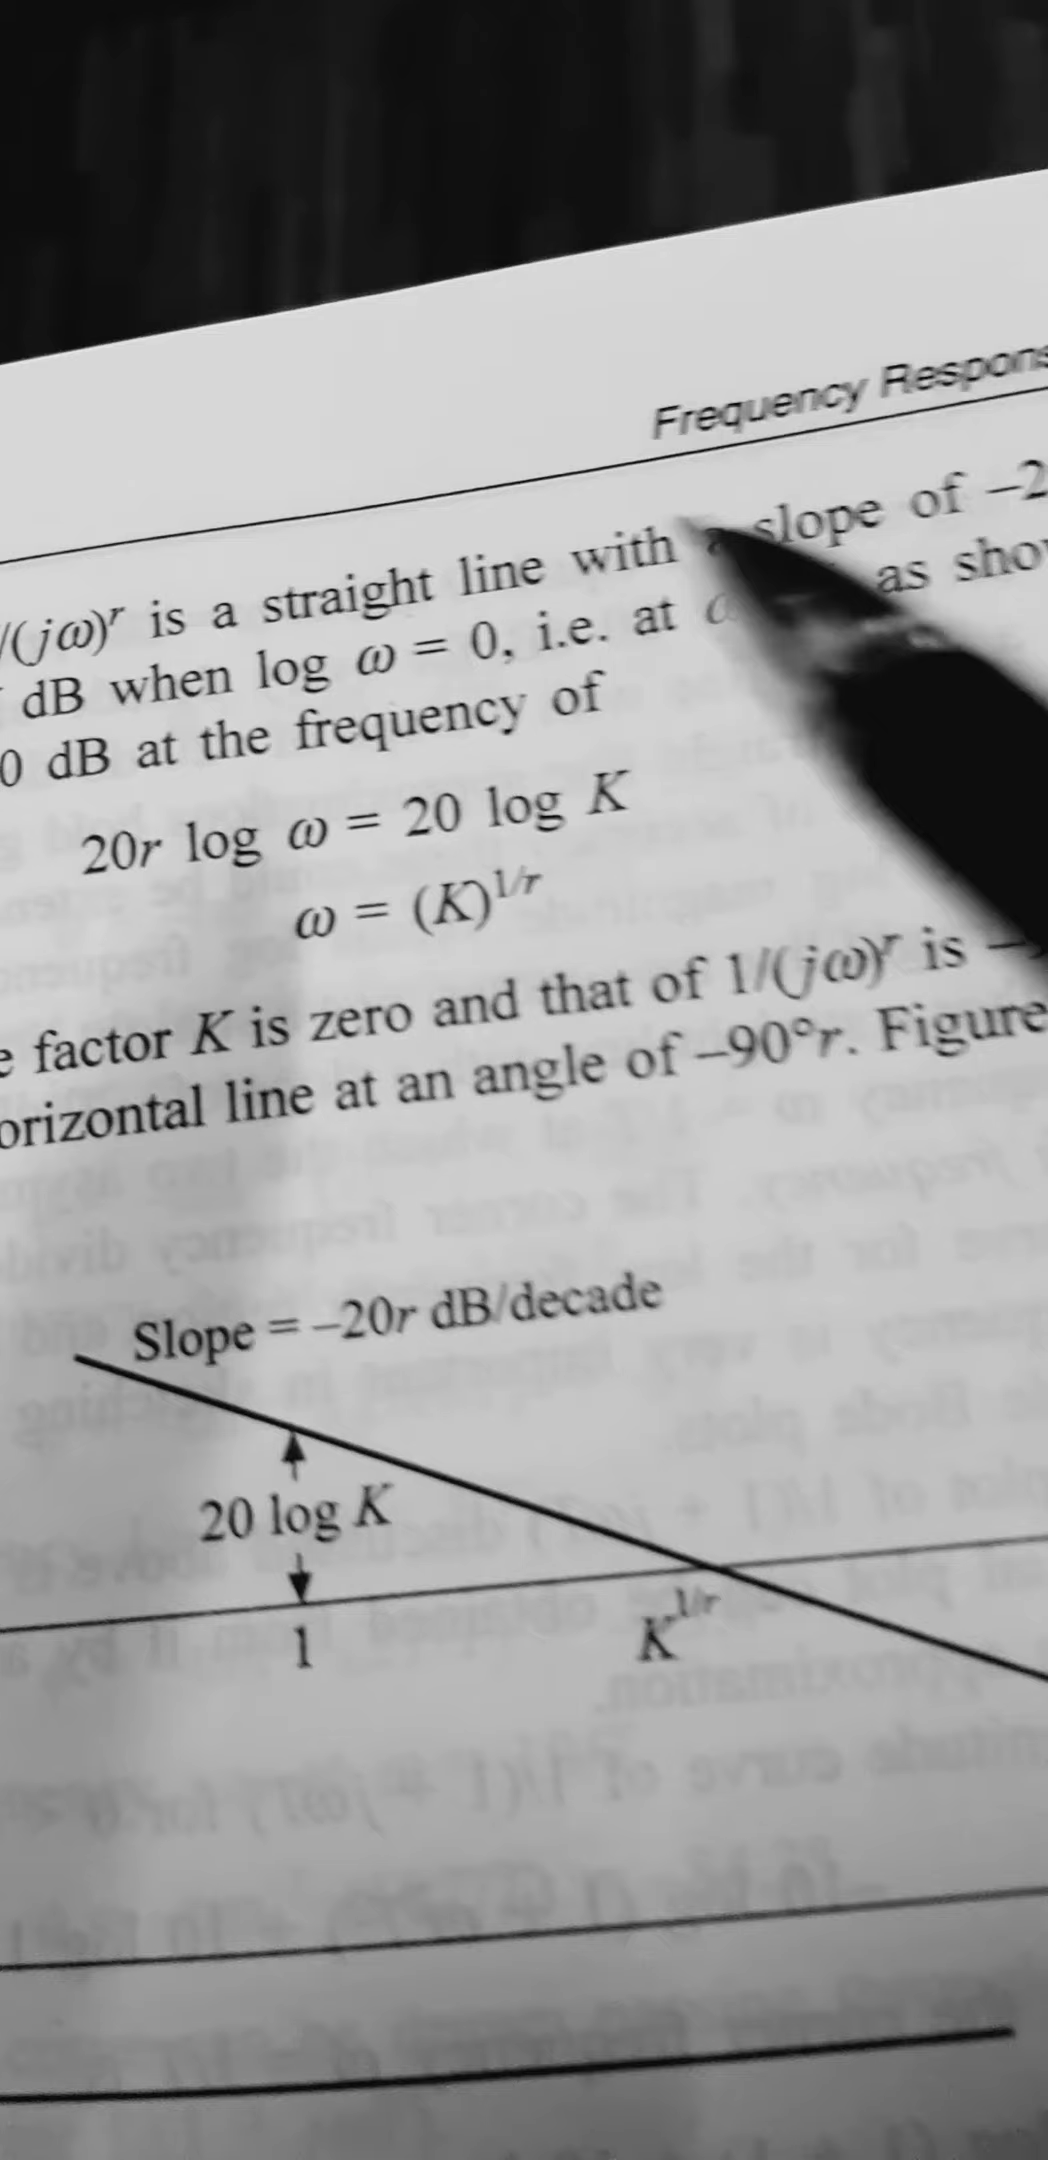 Frequency Respons
/(jω)ʳ is a straight line with a slope of –2
dB when log ω = 0, i.e. at as sho
0 dB at the frequency of
20r log ω = 20 log K
ω = (K)^1/r
e factor K is zero and that of 1/(jω)ʳ is –
orizontal line at an angle of –90°r. Figure
Slope = –20r dB/decade
20 log K
1
K^1/r